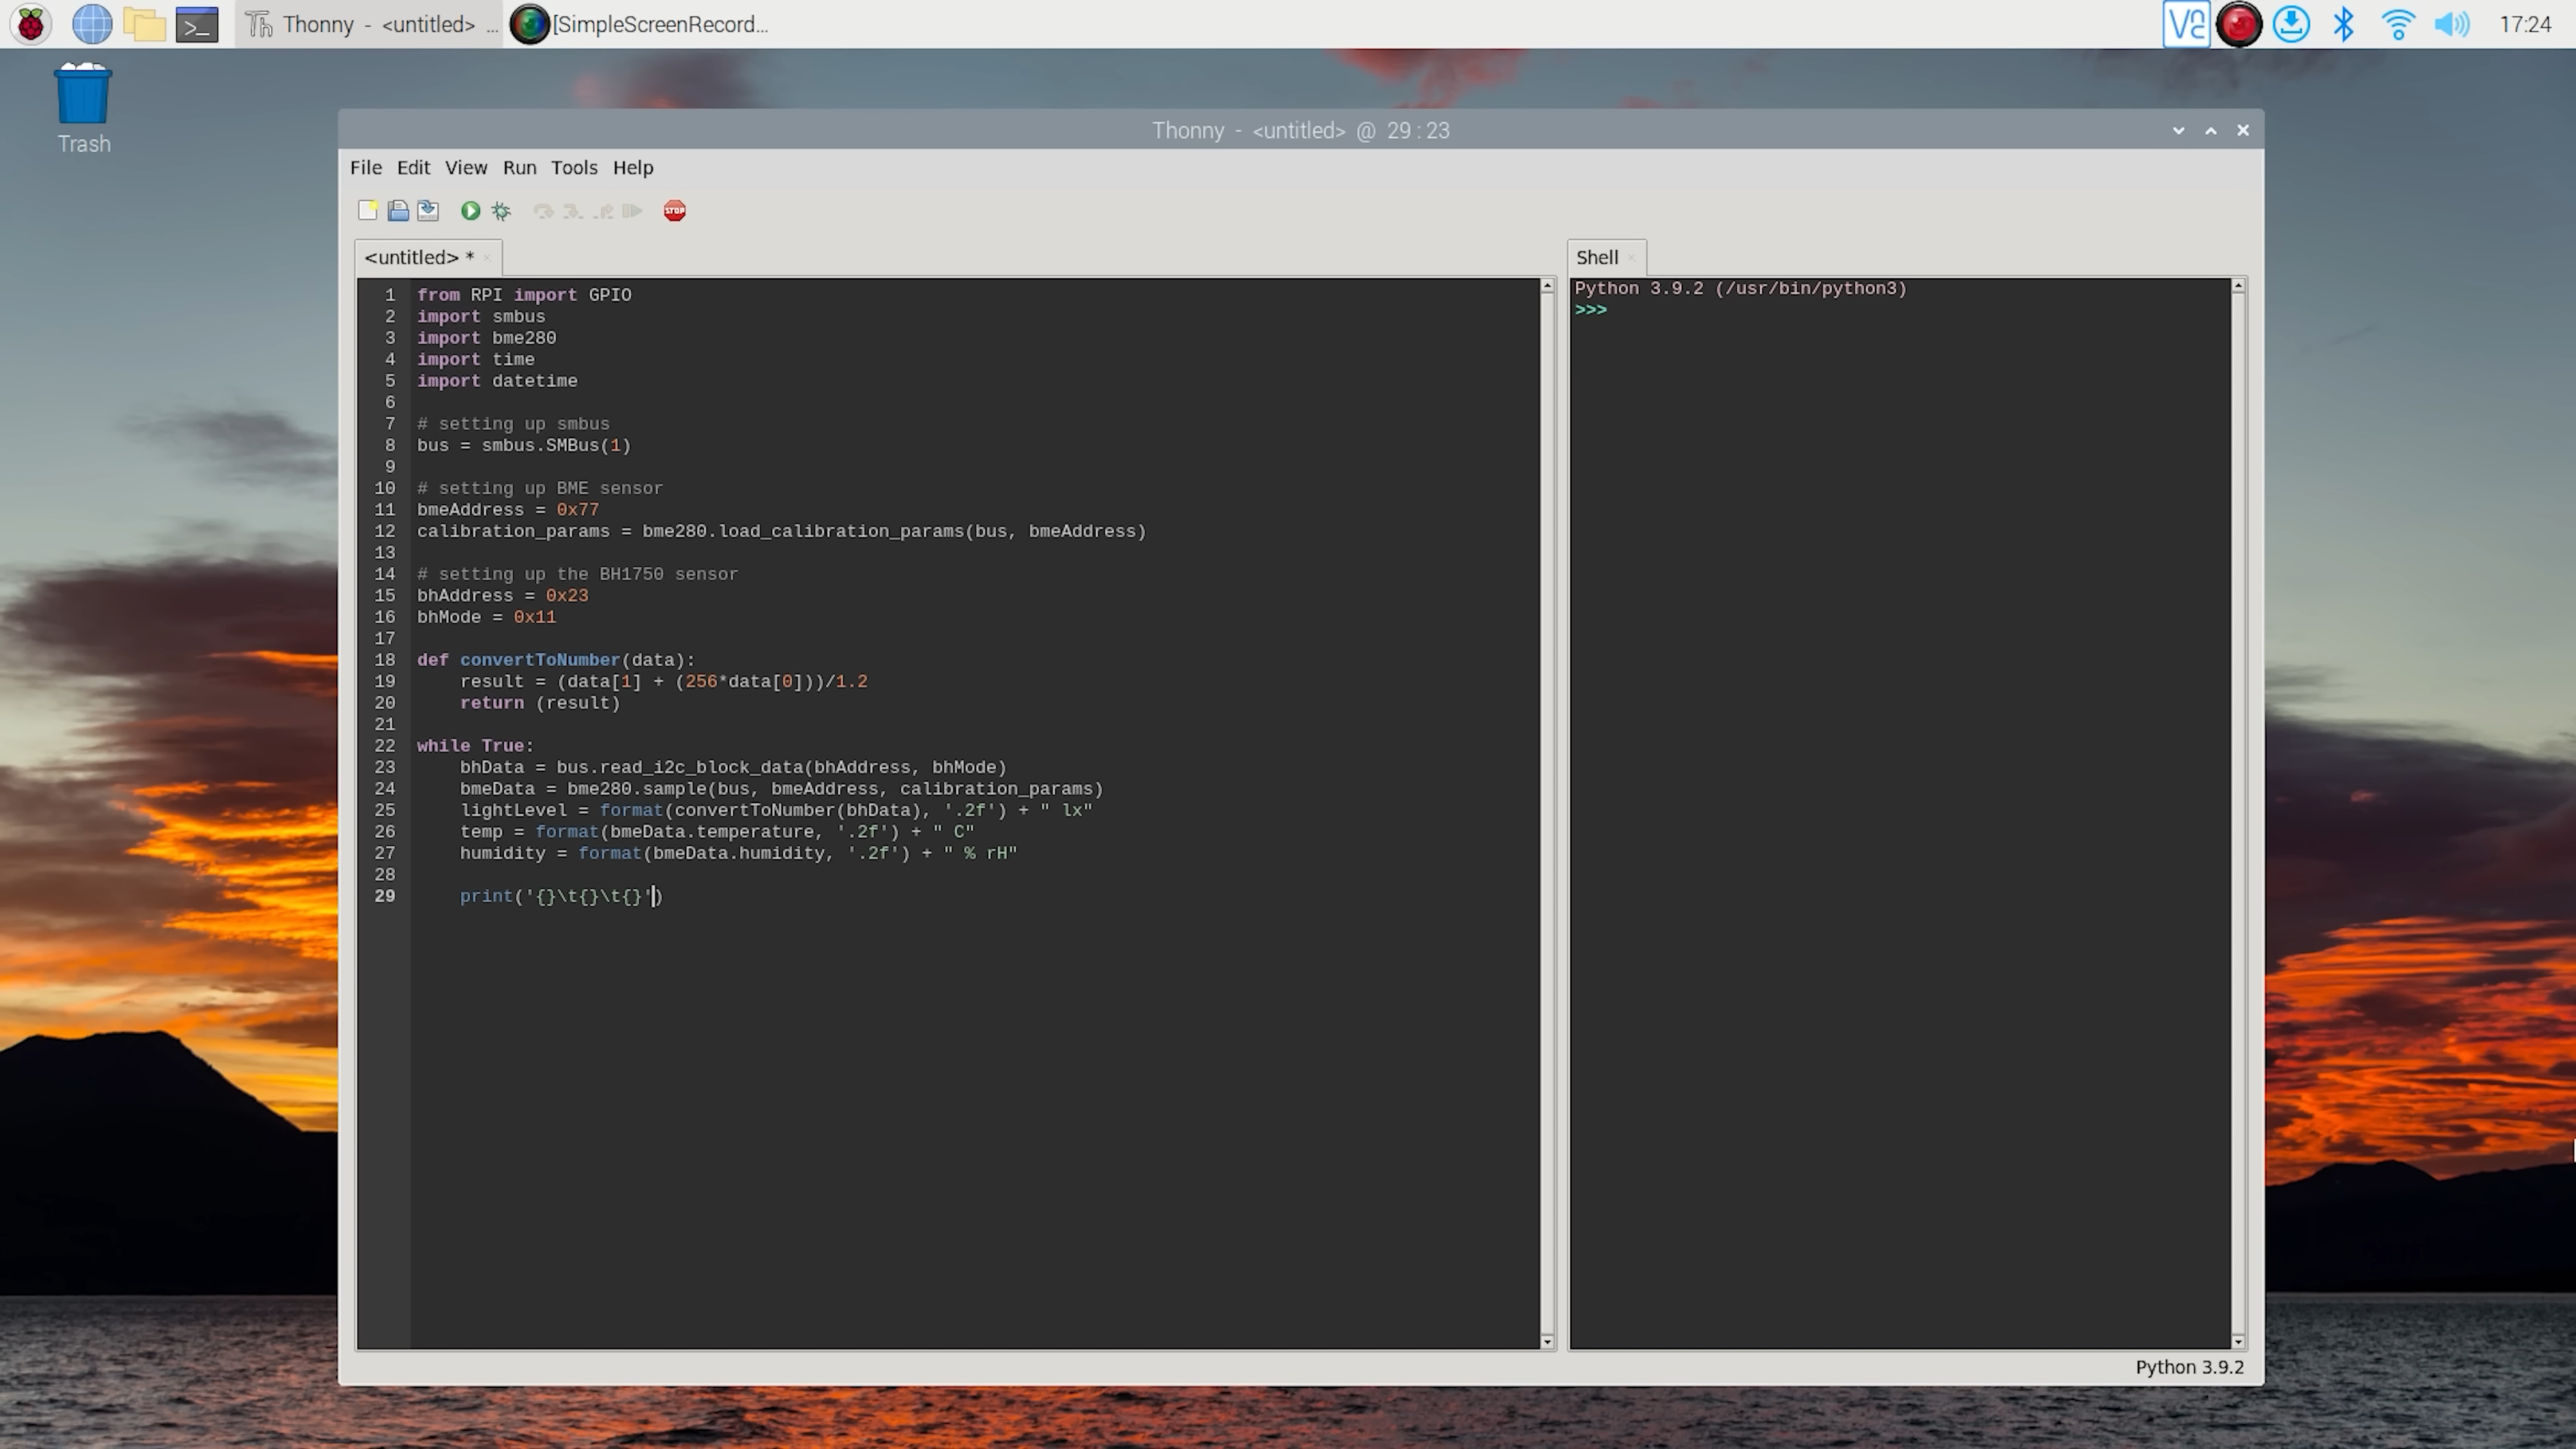 Thonny - <untitled> ...
[SimpleScreenRecord...
17:24
Trash
Thonny - <untitled> @ 29:23
File Edit View Run Tools Help
STOP
<untitled> *
Shell
1 from RPI import GPIO
2 import smbus
3 import bme280
4 import time
5 import datetime
6
7 # setting up smbus
8 bus = smbus.SMBus(1)
9
10 # setting up BME sensor
11 bmeAddress = 0x77
12 calibration_params = bme280.load_calibration_params(bus, bmeAddress)
13
14 # setting up the BH1750 sensor
15 bhAddress = 0x23
16 bhMode = 0x11
17
18 def convertToNumber(data):
19     result = (data[1] + (256*data[0]))/1.2
20     return (result)
21
22 while True:
23     bhData = bus.read_i2c_block_data(bhAddress, bhMode)
24     bmeData = bme280.sample(bus, bmeAddress, calibration_params)
25     lightLevel = format(convertToNumber(bhData), '.2f') + " lx"
26     temp = format(bmeData.temperature, '.2f') + " C"
27     humidity = format(bmeData.humidity, '.2f') + " % rH"
28
29     print('{}\t{}\t{}')
Python 3.9.2 (/usr/bin/python3)
>>>
Python 3.9.2